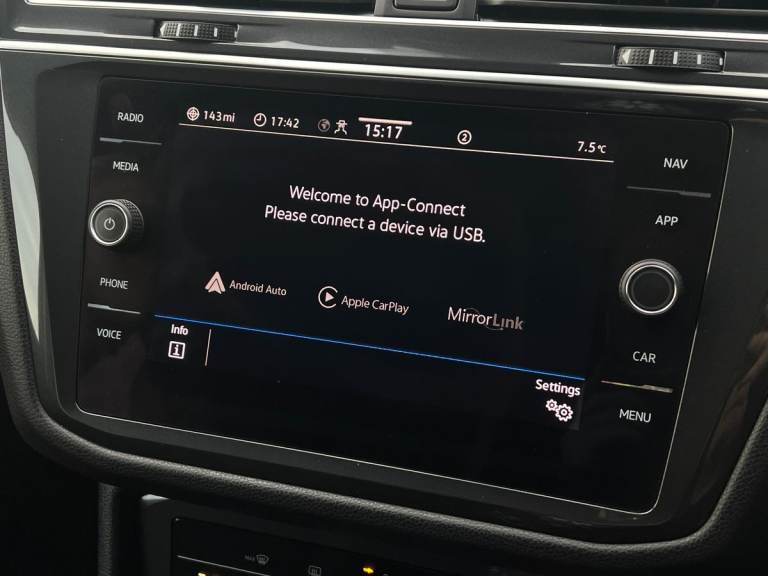 RADIO
MEDIA
PHONE
VOICE
143mi 17:42 15:17 2 7.5°C
Welcome to App-Connect
Please connect a device via USB.
Android Auto Apple CarPlay MirrorLink
Info
Settings
NAV
APP
CAR
MENU
MAX